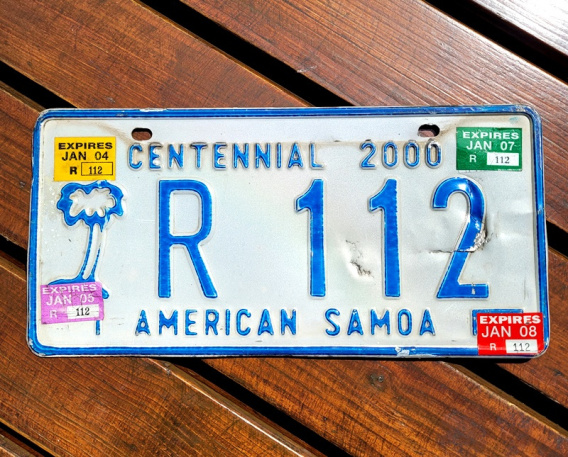 EXPIRES
JAN 04
R 112
CENTENNIAL 2000
EXPIRES
JAN 07
R 112
R 112
EXPIRES
JAN 05
R 112
AMERICAN SAMOA
EXPIRES
JAN 08
R 112